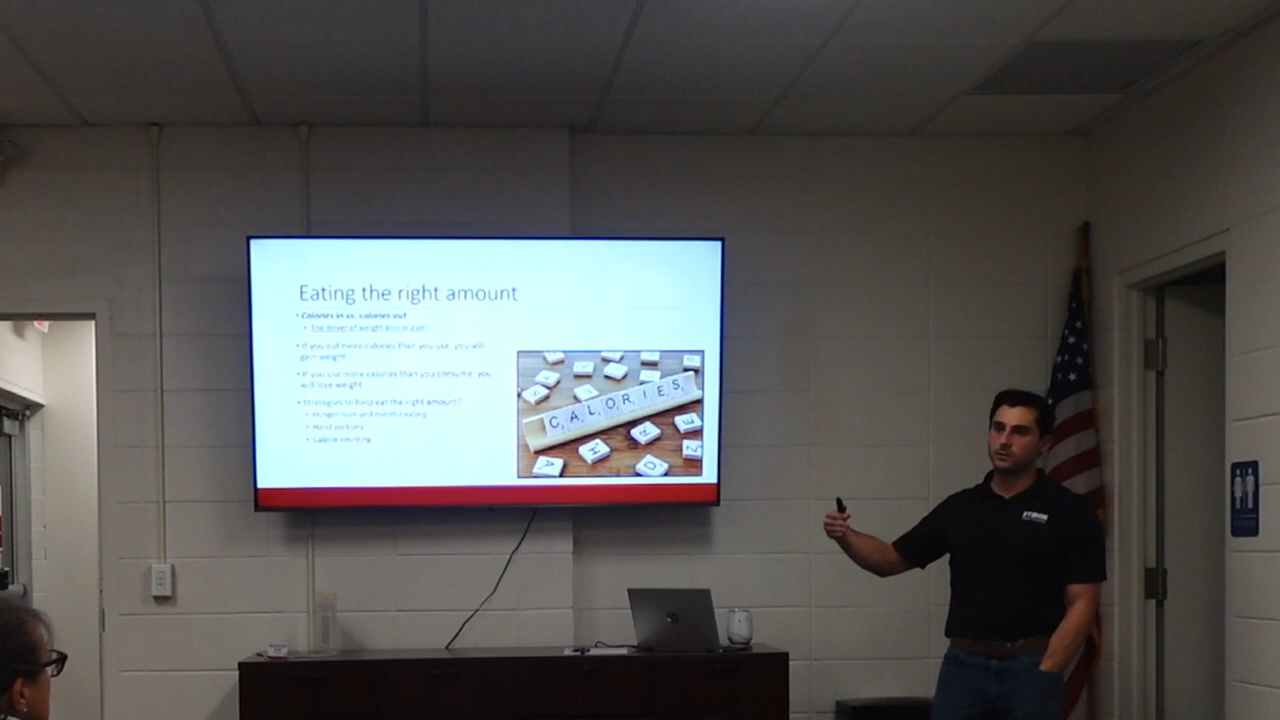 Eating the right amount
• Calories in vs. calories out
• The driver of weight loss or gain
• If you eat more calories than you use, you will
gain weight
• If you use more calories than you consume, you
will lose weight
• Strategies to help eat the right amount?
• Hunger cues and mindful eating
• Hand portions
• Calorie counting
CALORIES